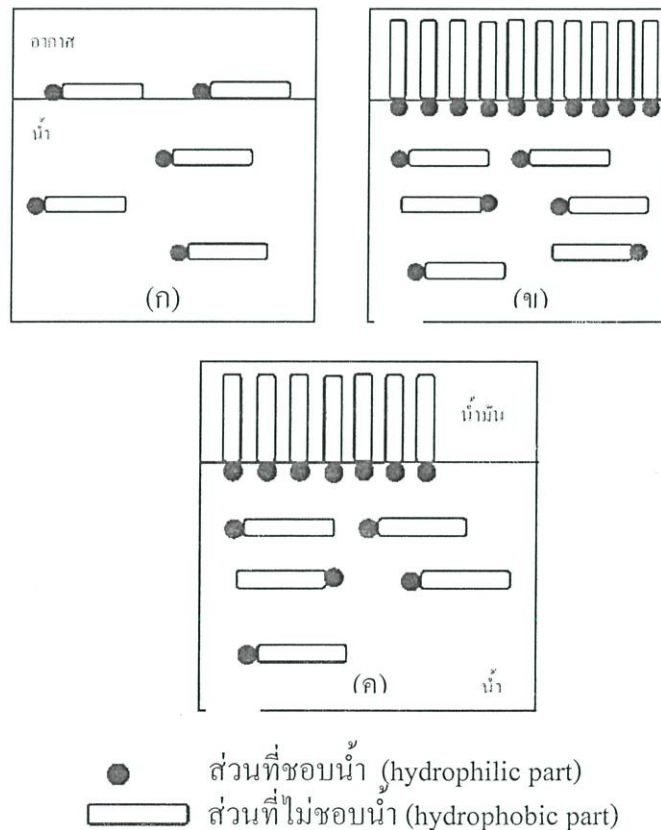 อากาศ
น้ำ
(ก)
(ข)
น้ำมัน
(ค)
น้ำ
ส่วนที่ชอบน้ำ (hydrophilic part)
ส่วนที่ไม่ชอบน้ำ (hydrophobic part)